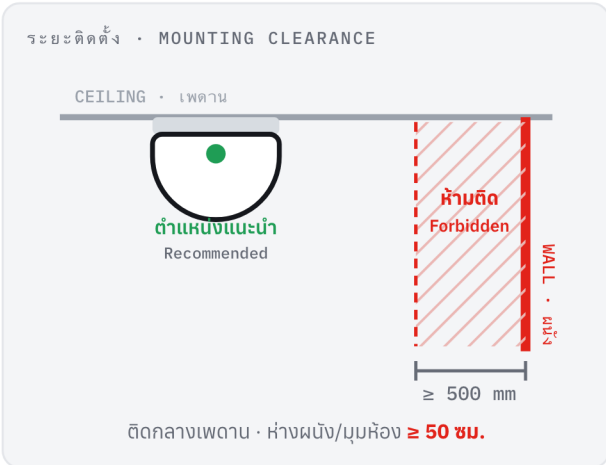 ระยะติดตั้ง · MOUNTING CLEARANCE
CEILING · เพดาน
ห้ามติด
Forbidden
ตำแหน่งแนะนำ
Recommended
WALL · ผนัง
≥ 500 mm
ติดกลางเพดาน · ห่างผนัง/มุมห้อง ≥ 50 ซม.